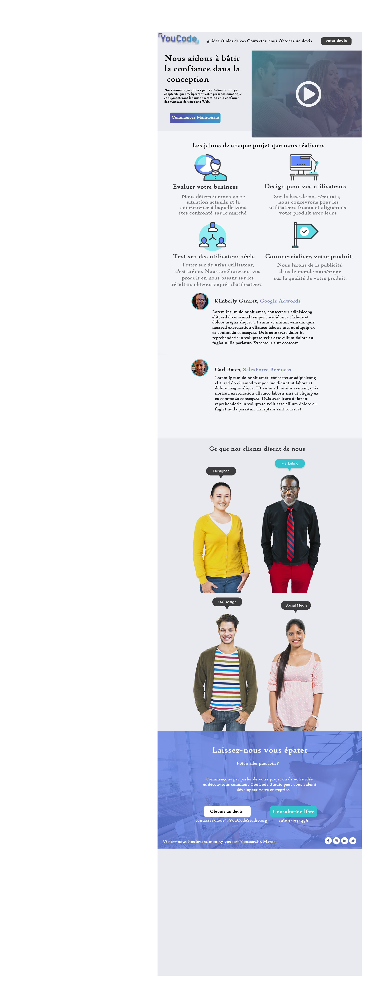 YouCode
guidée études de cas Contactez-nous Obtener un devis
voter devis
Nous aidons à bâtir
la confiance dans la
conception
Nous sommes passionnés par la création de designs
adaptatifs qui amélipreront votre présence numérique
et augmenteront le taux de rétention et la confaince
des visiteurs de votre site Web.
Commencez Maintenant
Les jalons de chaque projet que nous réalisons
Evaluer votre business
Nous déterminerons votre
situation actuelle et la
concurrence à laquelle vous
étes confronté sur le marché
Design pour vos utilisateurs
Sur la base de nos résultats,
nous concevrons pour les
utilisateurs finaux et alignerons
votre produit avec leurs
Test sur des utilisateur réels
Tester sur de vrias utilisateur,
c'est créme. Nous améliorerons vos
produit en nous basant sur les
résultats obtenus auprés d'utilisateurs
Commercialisez votre produit
Nous ferons de la publicité
dans le monde numérique
sur la qualité de votre produit.
Kimberly Garrret, Google Adwords
Lorem ipsum dolor sit amet, consectetur adipisicong
elit, sed do eiusmod tempor incididunt ut labore et
dolore magna aliqua. Ut enim ad minim veniam, quis
nostrud exercitation ullamco laboris nisi ut aliquip ex
ea commodo consequat. Duis aute irure dolor in
reprehenderit in voluptate velit esse cillum dolore eu
fugiat nulla pariatur. Excepteur sint occaecat
Carl Bates, SalesForce Business
Lorem ipsum dolor sit amet, consectetur adipisicong
elit, sed do eiusmod tempor incididunt ut labore et
dolore magna aliqua. Ut enim ad minim veniam, quis
nostrud exercitation ullamco laboris nisi ut aliquip ex
ea commodo consequat. Duis aute irure dolor in
reprehenderit in voluptate velit esse cillum dolore eu
fugiat nulla pariatur. Excepteur sint occaecat
Ce que nos clients disent de nous
Designer
Marketing
UX Design
Social Media
Laissez-nous vous épater
Prêt à aller plus loin ?
Commençons par parler de votre projet ou de votre idée
et découvrons comment YouCode Studio peut vous aider à
développer votre entreprise.
Obtenir un devis
Consultation libre
contactez-nous@YouCodeStudio.org
0600-123-456
Visiter-nous Boulevard moulay youssef Youssoufia Maroc.